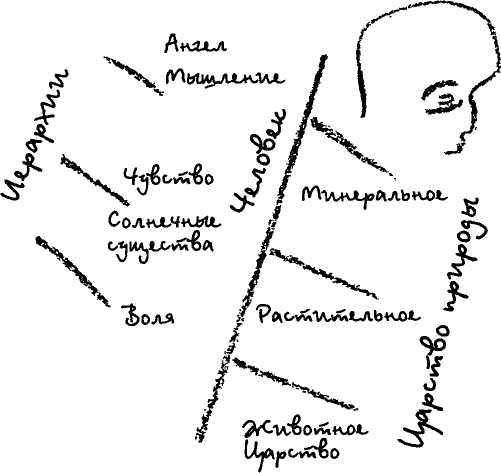 Ангел
Мышление
Иерархии
Чувство
Солнечные
существа
Воля
Человек
Минеральное
Растительное
Животное
Царство
Царство природы